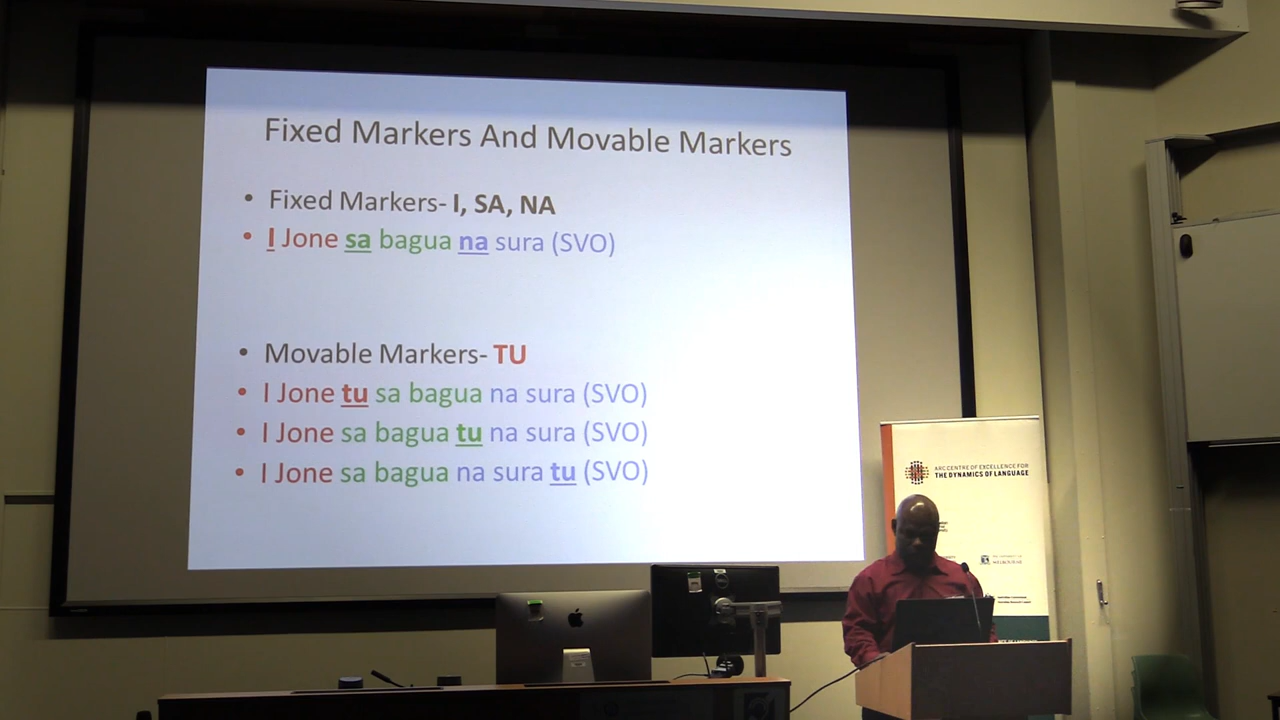 Fixed Markers And Movable Markers
• Fixed Markers- I, SA, NA
• I Jone sa bagua na sura (SVO)
• Movable Markers- TU
• I Jone tu sa bagua na sura (SVO)
• I Jone sa bagua tu na sura (SVO)
• I Jone sa bagua na sura tu (SVO)
ARC CENTRE OF EXCELLENCE FOR
THE DYNAMICS OF LANGUAGE